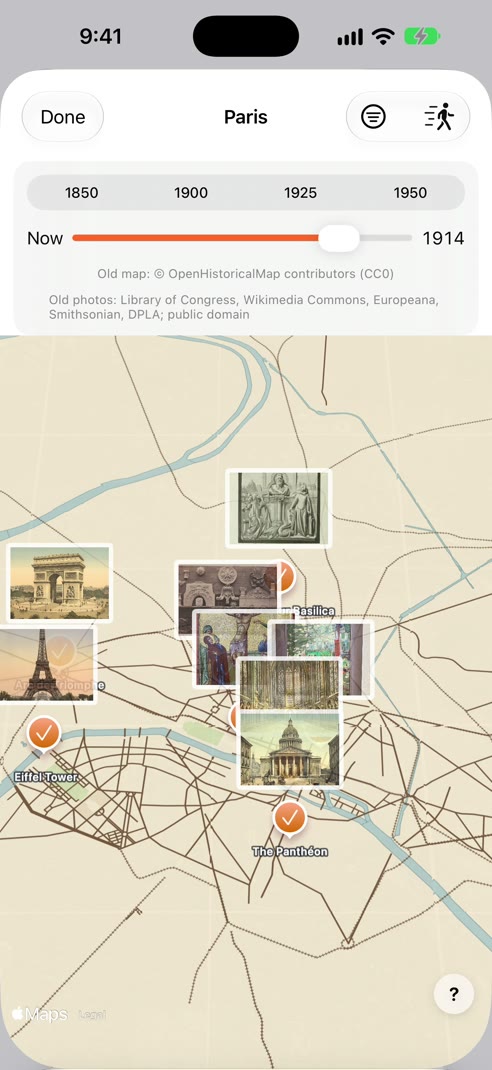 9:41
Done
Paris
1850 1900 1925 1950
Now
1914
Old map: © OpenHistoricalMap contributors (CC0)
Old photos: Library of Congress, Wikimedia Commons, Europeana,
Smithsonian, DPLA; public domain
Basilica
Eiffel Tower
The Panthéon
?
Maps Legal